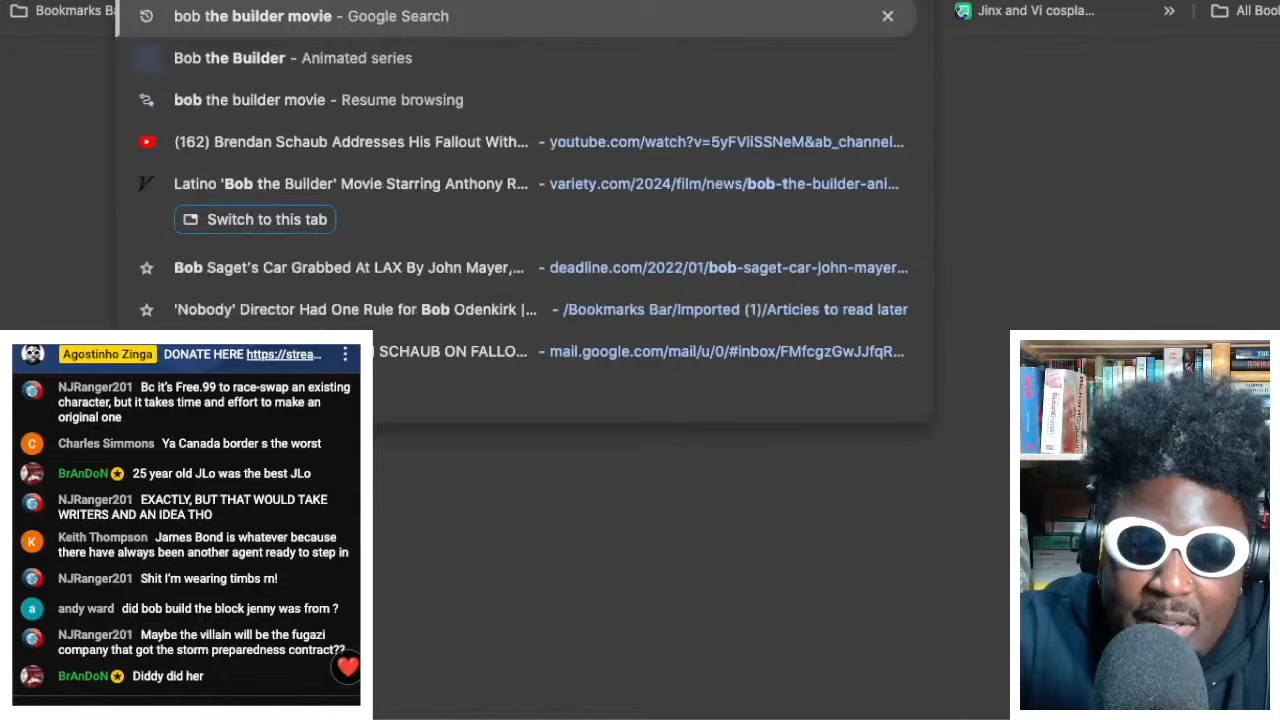 Bookmarks Ba
bob the builder movie - Google Search
Jinx and Vi cospla...
All Bool
Bob the Builder - Animated series
bob the builder movie - Resume browsing
(162) Brendan Schaub Addresses His Fallout With... - youtube.com/watch?v=5yFViiSSNeM&ab_channel...
Latino 'Bob the Builder' Movie Starring Anthony R... - variety.com/2024/film/news/bob-the-builder-ani...
Switch to this tab
Bob Saget's Car Grabbed At LAX By John Mayer,... - deadline.com/2022/01/bob-saget-car-john-mayer...
'Nobody' Director Had One Rule for Bob Odenkirk |... - /Bookmarks Bar/Imported (1)/Articles to read later
SCHAUB ON FALLO... - mail.google.com/mail/u/0/#inbox/FMfcgzGwJJfqR...
Agostinho Zinga DONATE HERE https://strea...
NJRanger201 Bc it's Free.99 to race-swap an existing
character, but it takes time and effort to make an
original one
Charles Simmons Ya Canada border s the worst
BrAnDoN 25 year old JLo was the best JLo
NJRanger201 EXACTLY, BUT THAT WOULD TAKE
WRITERS AND AN IDEA THO
Keith Thompson James Bond is whatever because
there have always been another agent ready to step in
NJRanger201 Shit I'm wearing timbs rn!
andy ward did bob build the block jenny was from ?
NJRanger201 Maybe the villain will be the fugazi
company that got the storm preparedness contract??
BrAnDoN Diddy did her